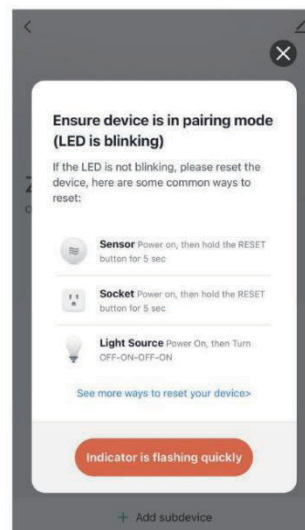 Ensure device is in pairing mode
(LED is blinking)
If the LED is not blinking, please reset the
device, here are some common ways to
reset:
Sensor Power on, then hold the RESET
button for 5 sec
Socket Power on, then hold the RESET
button for 5 sec
Light Source Power On, then Turn
OFF-ON-OFF-ON
See more ways to reset your device>
Indicator is flashing quickly
+ Add subdevice